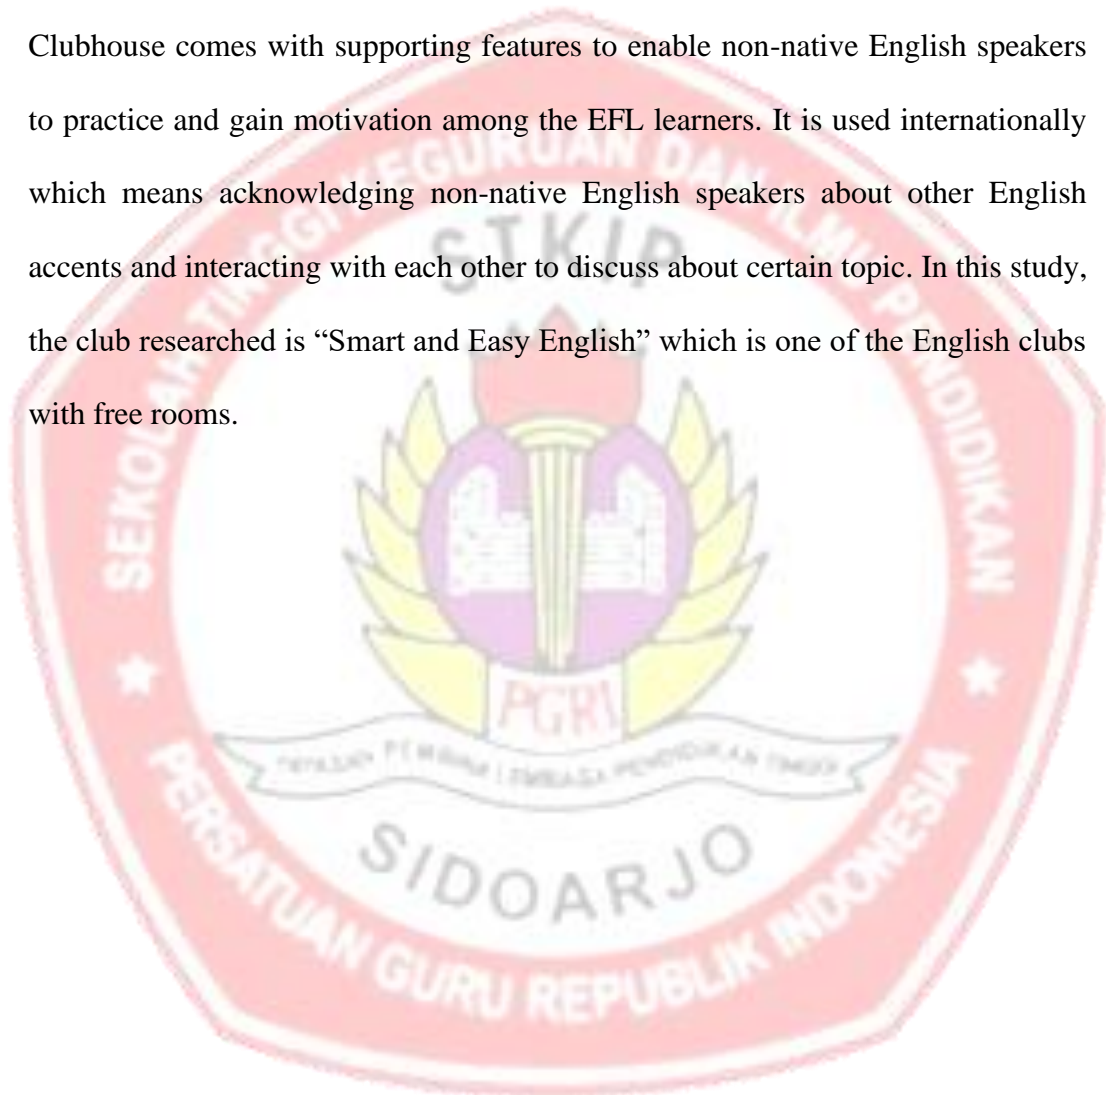 Clubhouse comes with supporting features to enable non-native English speakers
to practice and gain motivation among the EFL learners. It is used internationally
which means acknowledging non-native English speakers about other English
accents and interacting with each other to discuss about certain topic. In this study,
the club researched is “Smart and Easy English” which is one of the English clubs
with free rooms.
SEKOLAH TINGGI KEGURUAN DAN ILMU PENDIDIKAN
STKIP
PGRI
PEMBINA LEMBAGA PENDIDIKAN
SIDOARJO
PERSATUAN GURU REPUBLIK INDONESIA